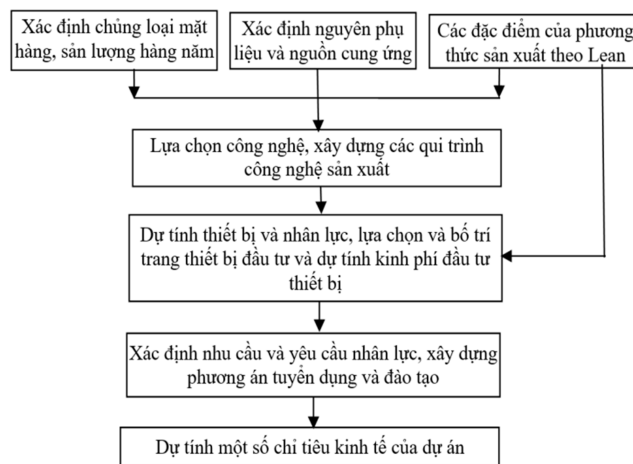 Xác định chủng loại mặt
hàng, sản lượng hàng năm
Xác định nguyên phụ
liệu và nguồn cung ứng
Các đặc điểm của phương
thức sản xuất theo Lean
Lựa chọn công nghệ, xây dựng các qui trình
công nghệ sản xuất
Dự tính thiết bị và nhân lực, lựa chọn và bố trí
trang thiết bị đầu tư và dự tính kinh phí đầu tư
thiết bị
Xác định nhu cầu và yêu cầu nhân lực, xây dựng
phương án tuyển dụng và đào tạo
Dự tính một số chỉ tiêu kinh tế của dự án